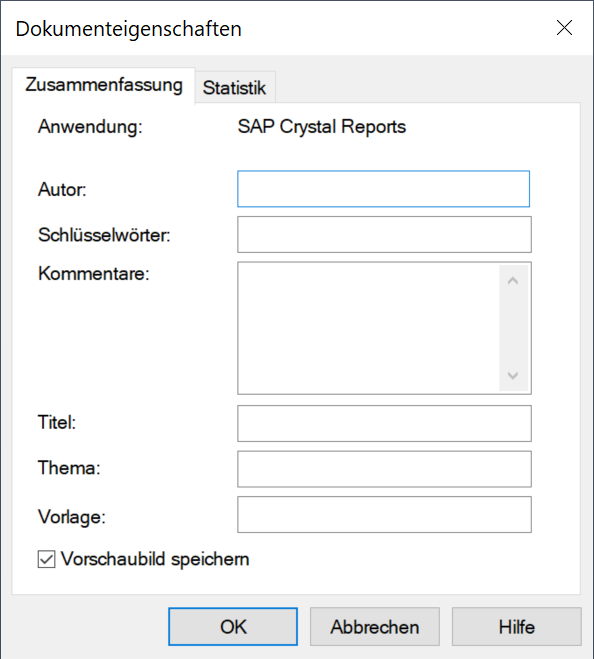 Dokumenteigenschaften
Zusammenfassung Statistik
Anwendung: SAP Crystal Reports
Autor:
Schlüsselwörter:
Kommentare:
Titel:
Thema:
Vorlage:
Vorschaubild speichern
OK Abbrechen Hilfe